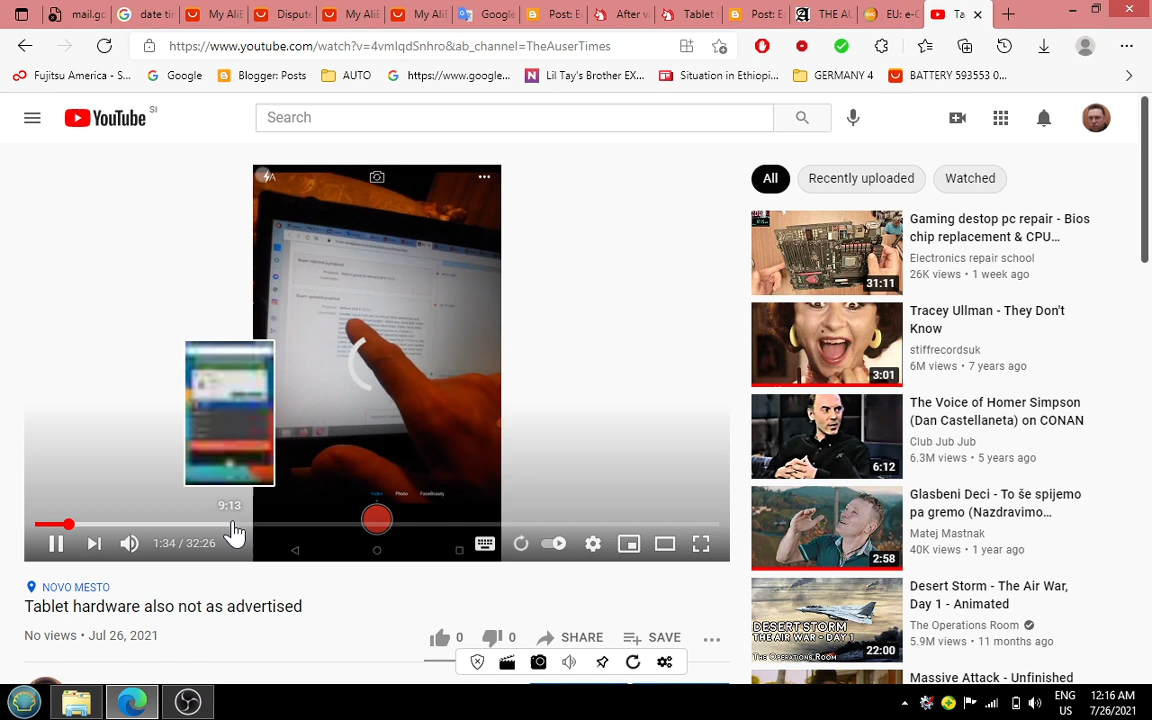 mail.go
date tir
My AliE
Dispute
My AliE
My AliE
Google
Post: E
After v
Tablet
Post: E
THE AU
EU: e-C
Ta
https://www.youtube.com/watch?v=4vmIqdSnhro&ab_channel=TheAuserTimes
Fujitsu America - S...
Google
Blogger: Posts
AUTO
https://www.google...
Lil Tay's Brother EX...
Situation in Ethiopi...
GERMANY 4
BATTERY 593553 0...
YouTube SI
Search
All
Recently uploaded
Watched
Gaming destop pc repair - Bios
chip replacement & CPU...
Electronics repair school
26K views • 1 week ago
31:11
Tracey Ullman - They Don't
Know
stiffrecordsuk
6M views • 7 years ago
3:01
The Voice of Homer Simpson
(Dan Castellaneta) on CONAN
Club Jub Jub
6.3M views • 5 years ago
6:12
Glasbeni Deci - To še spijemo
pa gremo (Nazdravimo...
Matej Mastnak
40K views • 1 year ago
2:58
Desert Storm - The Air War,
Day 1 - Animated
The Operations Room
5.9M views • 11 months ago
DESERT STORM
THE AIR WAR - DAY 1
THE OPERATIONS ROOM
22:00
Massive Attack - Unfinished
Video
Photo
FaceBeauty
9:13
1:34 / 32:26
NOVO MESTO
Tablet hardware also not as advertised
No views • Jul 26, 2021
0
0
SHARE
SAVE
ENG
US
12:16 AM
7/26/2021